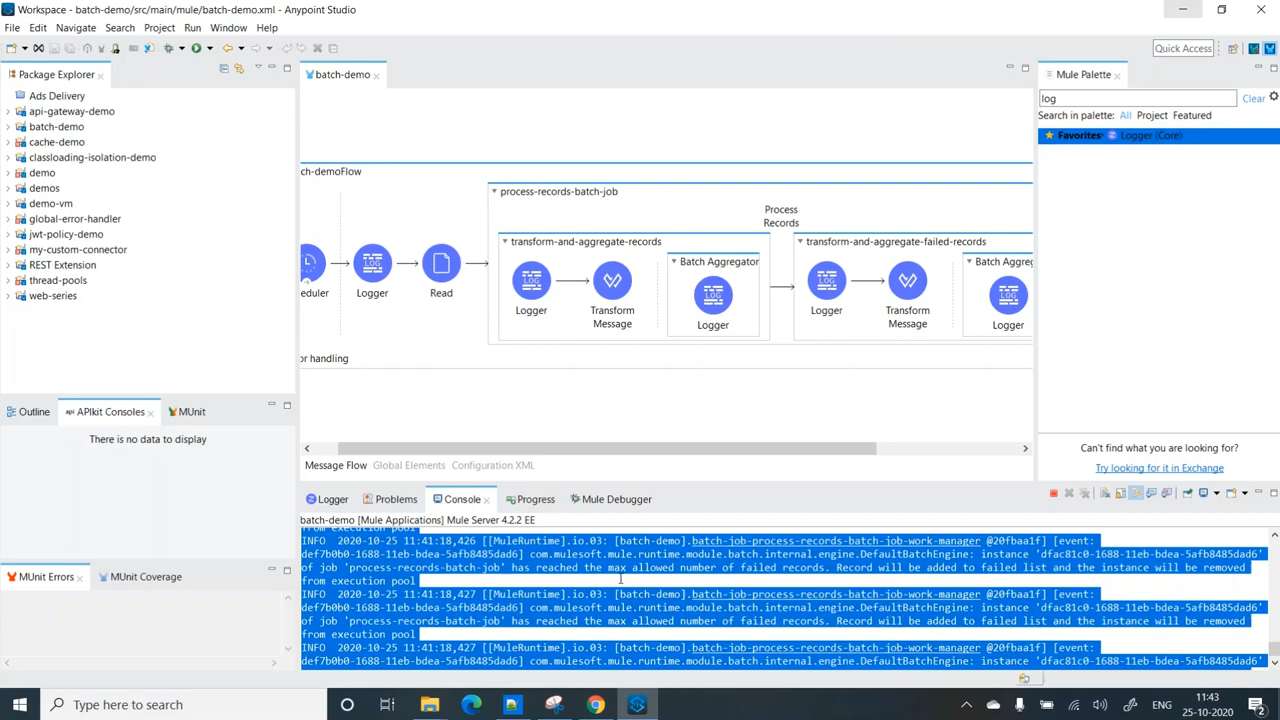 Workspace - batch-demo/src/main/mule/batch-demo.xml - Anypoint Studio
File Edit Navigate Search Project Run Window Help
Quick Access
Package Explorer
Ads Delivery
api-gateway-demo
batch-demo
cache-demo
classloading-isolation-demo
demo
demos
demo-vm
global-error-handler
jwt-policy-demo
my-custom-connector
REST Extension
thread-pools
web-series
Outline
API APIkit Consoles
MUnit
There is no data to display
MUnit Errors
MUnit Coverage
batch-demo
ch-demoFlow
process-records-batch-job
Process
Records
transform-and-aggregate-records
transform-and-aggregate-failed-records
Batch Aggregator
Batch Aggreg
LOG
LOG
LOG
LOG
LOG
eduler
Logger
Read
Logger
Transform
Message
Logger
Logger
Transform
Message
Logger
or handling
Message Flow Global Elements Configuration XML
Mule Palette
log
Clear
Search in palette: All Project Featured
Favorites Logger (Core)
Can't find what you are looking for?
Try looking for it in Exchange
Logger
Problems
Console
Progress
Mule Debugger
batch-demo [Mule Applications] Mule Server 4.2.2 EE
from execution pool
INFO 2020-10-25 11:41:18,426 [[MuleRuntime].io.03: [batch-demo].batch-job-process-records-batch-job-work-manager @20fbaa1f] [event:
def7b0b0-1688-11eb-bdea-5afb8485dad6] com.mulesoft.mule.runtime.module.batch.internal.engine.DefaultBatchEngine: instance 'dfac81c0-1688-11eb-bdea-5afb8485dad6'
of job 'process-records-batch-job' has reached the max allowed number of failed records. Record will be added to failed list and the instance will be removed
from execution pool
INFO 2020-10-25 11:41:18,427 [[MuleRuntime].io.03: [batch-demo].batch-job-process-records-batch-job-work-manager @20fbaa1f] [event:
def7b0b0-1688-11eb-bdea-5afb8485dad6] com.mulesoft.mule.runtime.module.batch.internal.engine.DefaultBatchEngine: instance 'dfac81c0-1688-11eb-bdea-5afb8485dad6'
of job 'process-records-batch-job' has reached the max allowed number of failed records. Record will be added to failed list and the instance will be removed
from execution pool
INFO 2020-10-25 11:41:18,427 [[MuleRuntime].io.03: [batch-demo].batch-job-process-records-batch-job-work-manager @20fbaa1f] [event:
def7b0b0-1688-11eb-bdea-5afb8485dad6] com.mulesoft.mule.runtime.module.batch.internal.engine.DefaultBatchEngine: instance 'dfac81c0-1688-11eb-bdea-5afb8485dad6'
Type here to search
ENG
11:43
25-10-2020
2